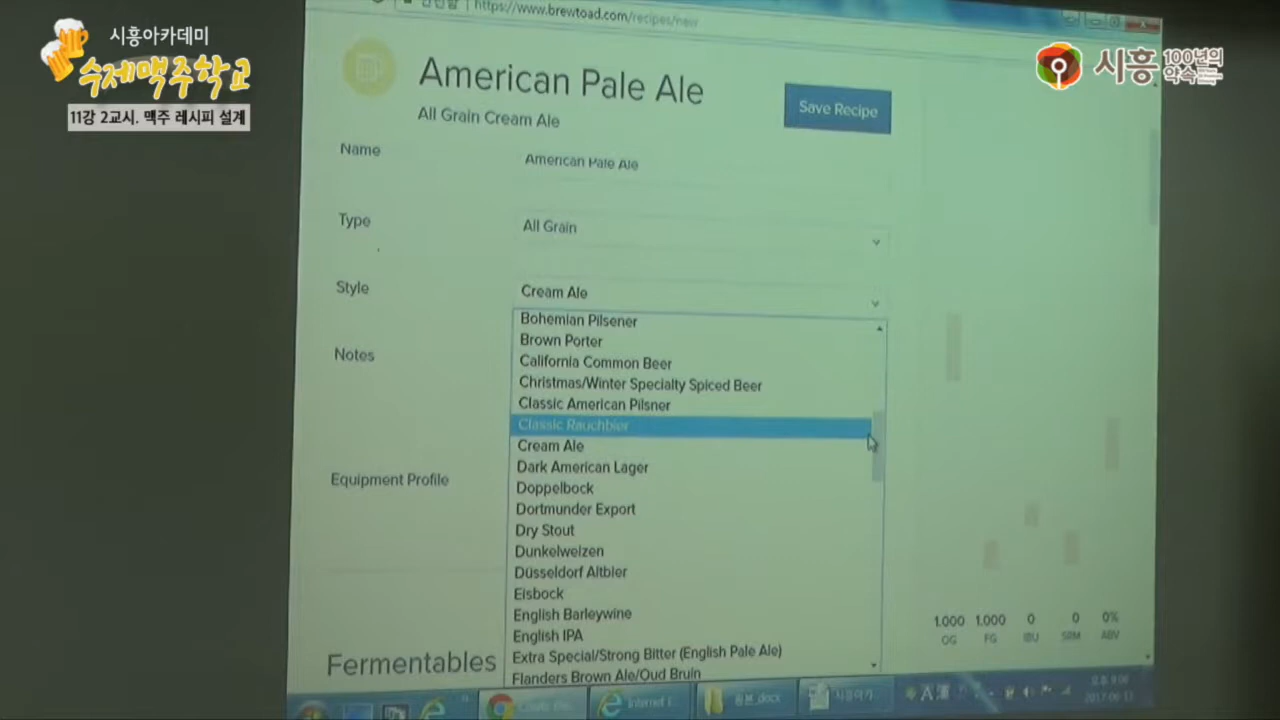 시흥아카데미
수제맥주학교
11강 2교시. 맥주 레시피 설계
시흥 100년의 약속
https://www.brewtoad.com/recipes/new
American Pale Ale
All Grain Cream Ale
Save Recipe
Name
American Pale Ale
Type
All Grain
Style
Cream Ale
Bohemian Pilsener
Brown Porter
Notes
California Common Beer
Christmas/Winter Specialty Spiced Beer
Classic American Pilsner
Classic Rauchbier
Cream Ale
Dark American Lager
Equipment Profile
Doppelbock
Dortmunder Export
Dry Stout
Dunkelweizen
Düsseldorf Altbier
Eisbock
English Barleywine
English IPA
Extra Special/Strong Bitter (English Pale Ale)
Flanders Brown Ale/Oud Bruin
1.000 1.000 0 0 0%
OG FG IBU SRM ABV
Fermentables